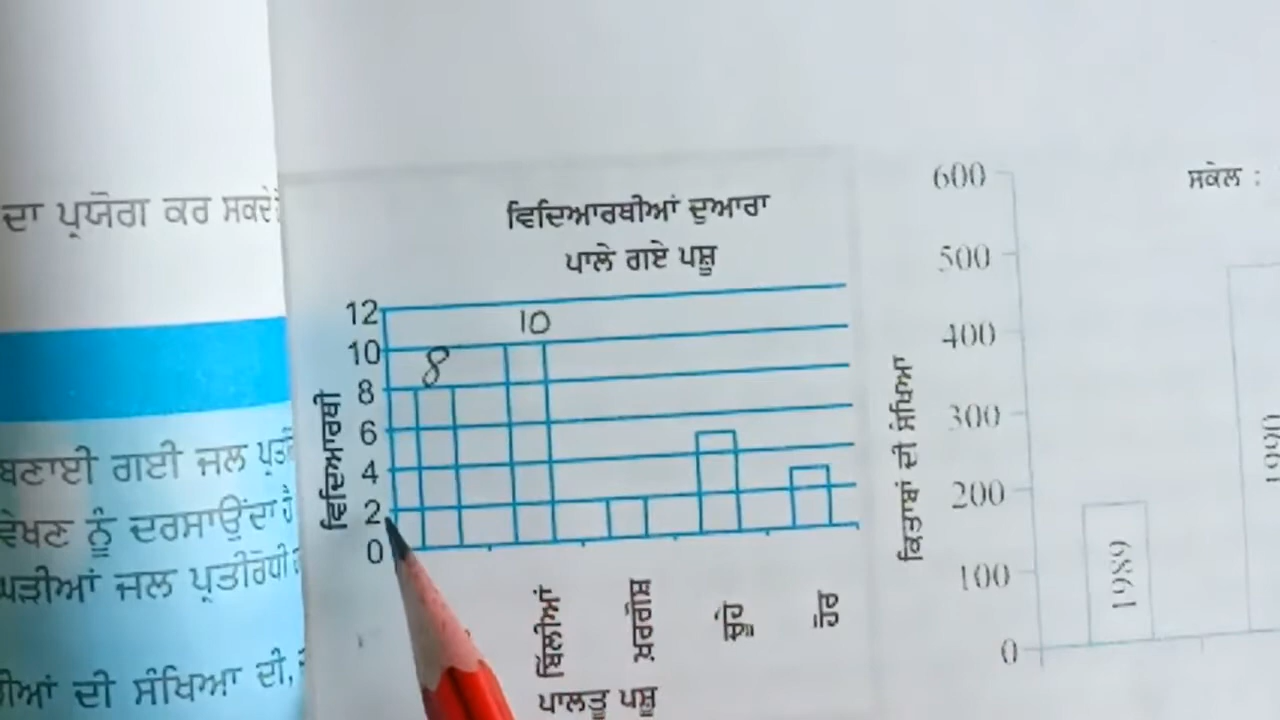 ਦਾ ਪ੍ਰਯੋਗ ਕਰ ਸਕਦੇ
ਬਣਾਈ ਗਈ ਜਲ
ਵੇਖਣ ਨੂੰ ਦਰਸਾਉਂਦਾ ਹੈ
ਘੜੀਆਂ ਜਲ ਪ੍ਰਤੀਰੋਧੀ
ਦੀ ਸੰਖਿਆ ਦੀ,
ਵਿਦਿਆਰਥੀਆਂ ਦੁਆਰਾ
ਪਾਲੇ ਗਏ ਪਸ਼ੂ
12
10
8
6
4
2
0
8
10
ਵਿਦਿਆਰਥੀ
ਬਿੱਲੀਆਂ
ਖ਼ਰਗੋਸ਼
ਚੂਹੇ
ਹੋਰ
ਪਾਲਤੂ ਪਸ਼ੂ
ਸਕੇਲ :
600
500
400
300
200
100
0
ਕਿਤਾਬਾਂ ਦੀ ਸੰਖਿਆ
1989
1990